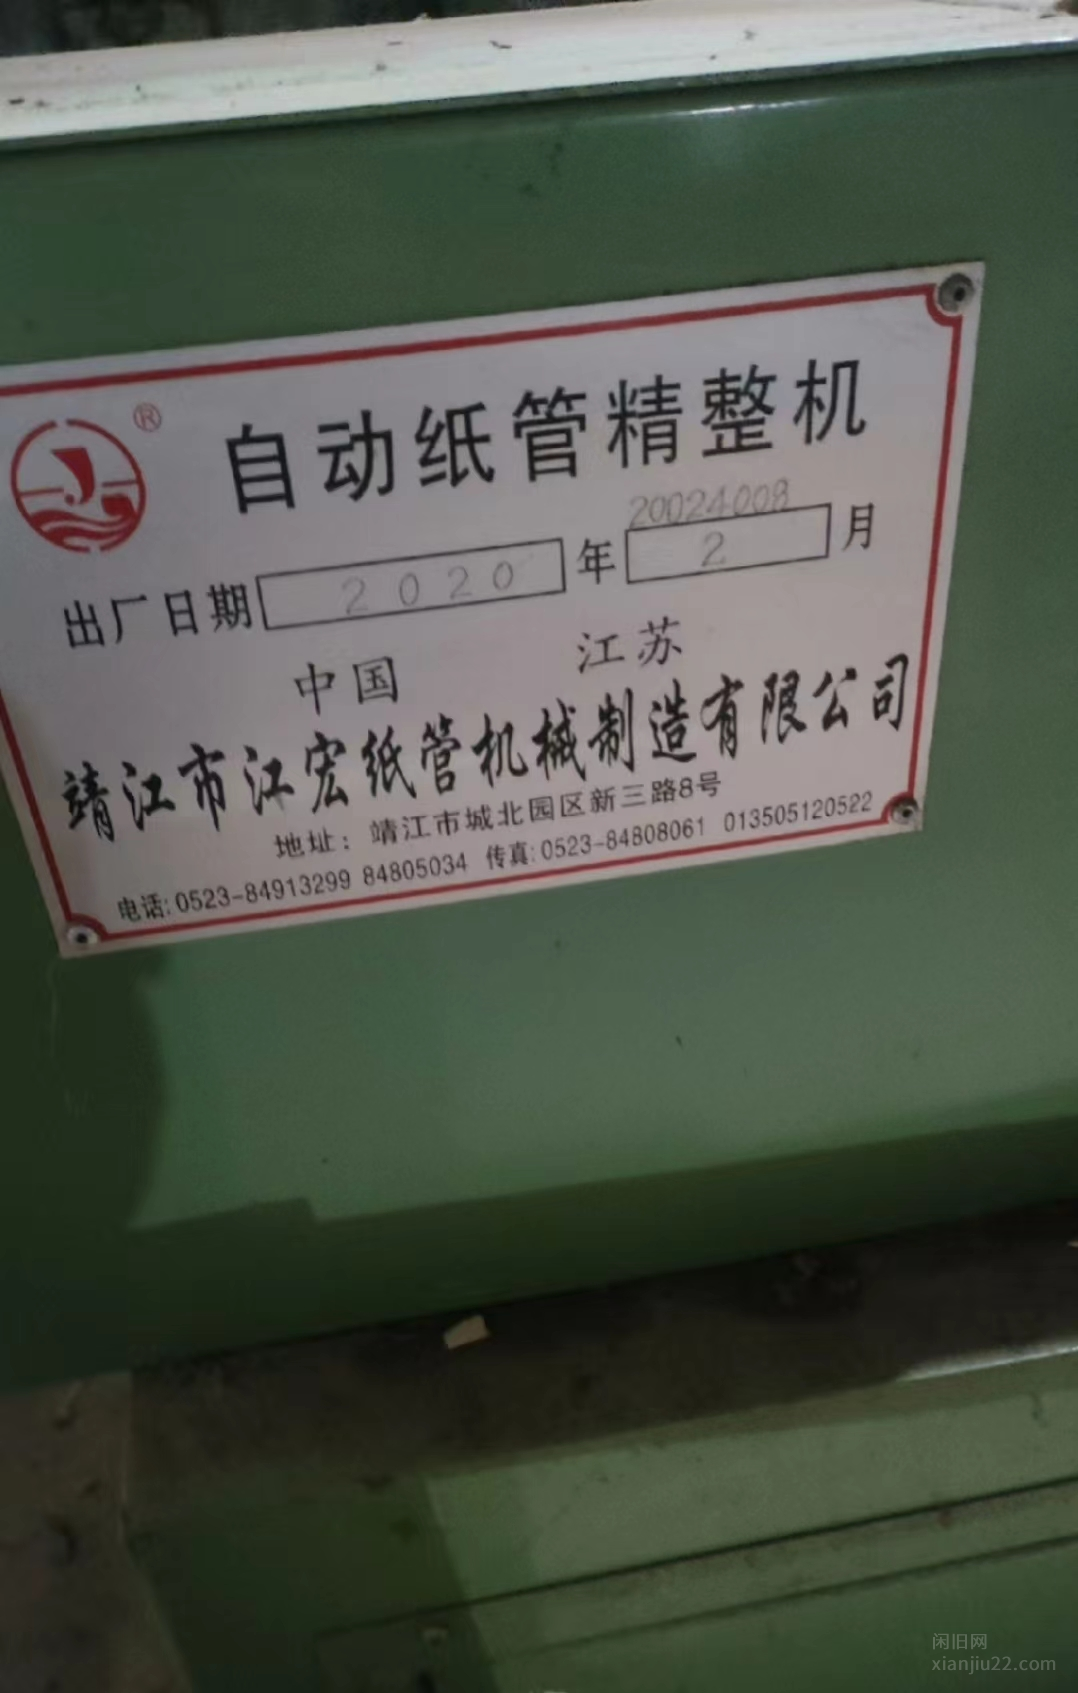 ®
自动纸管精整机
20024008
出厂日期 2020 年 2 月
中国 江苏
靖江市江宏纸管机械制造有限公司
地址：靖江市城北园区新三路8号
电话:0523-84913299 84805034 传真:0523-84808061 013505120522
闲旧网
xianjiu22.com